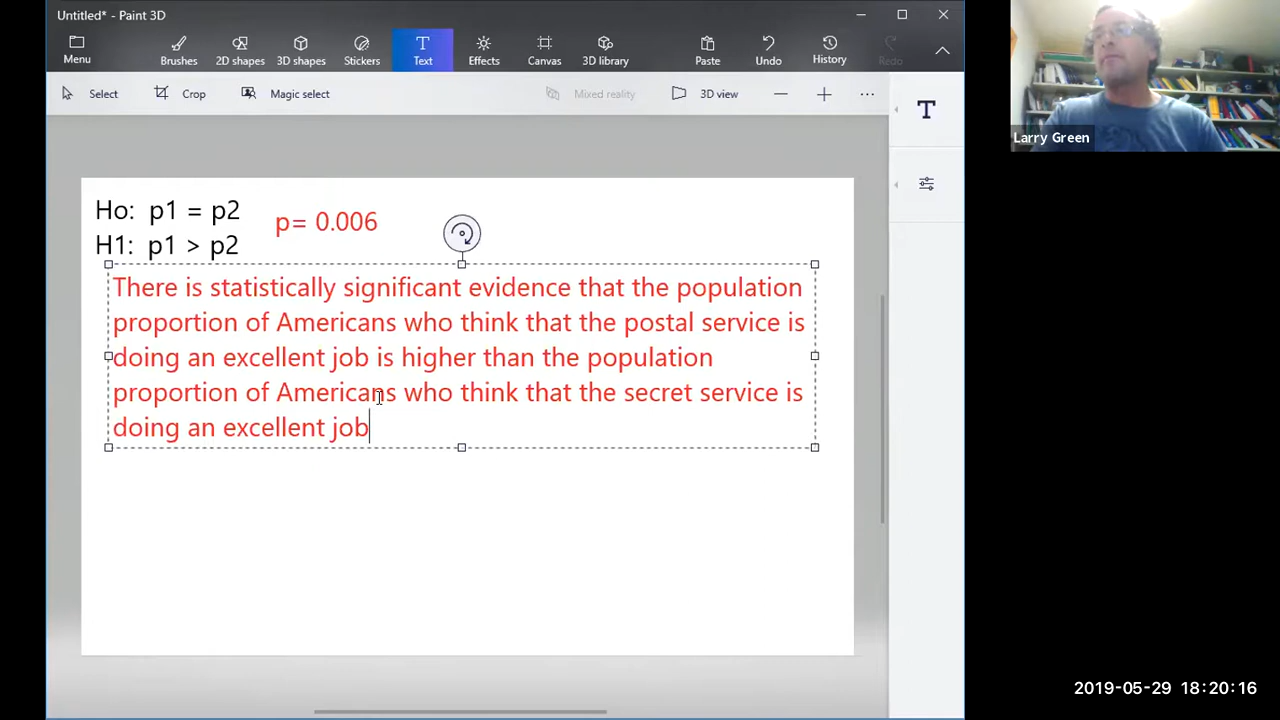 Untitled* - Paint 3D
Menu
Brushes
2D shapes
3D shapes
Stickers
Text
Effects
Canvas
3D library
Paste
Undo
History
Redo
Select
Crop
Magic select
Mixed reality
3D view
T
Larry Green
Ho: p1 = p2
p= 0.006
H1: p1 > p2
There is statistically significant evidence that the population
proportion of Americans who think that the postal service is
doing an excellent job is higher than the population
proportion of Americans who think that the secret service is
doing an excellent job
2019-05-29 18:20:16